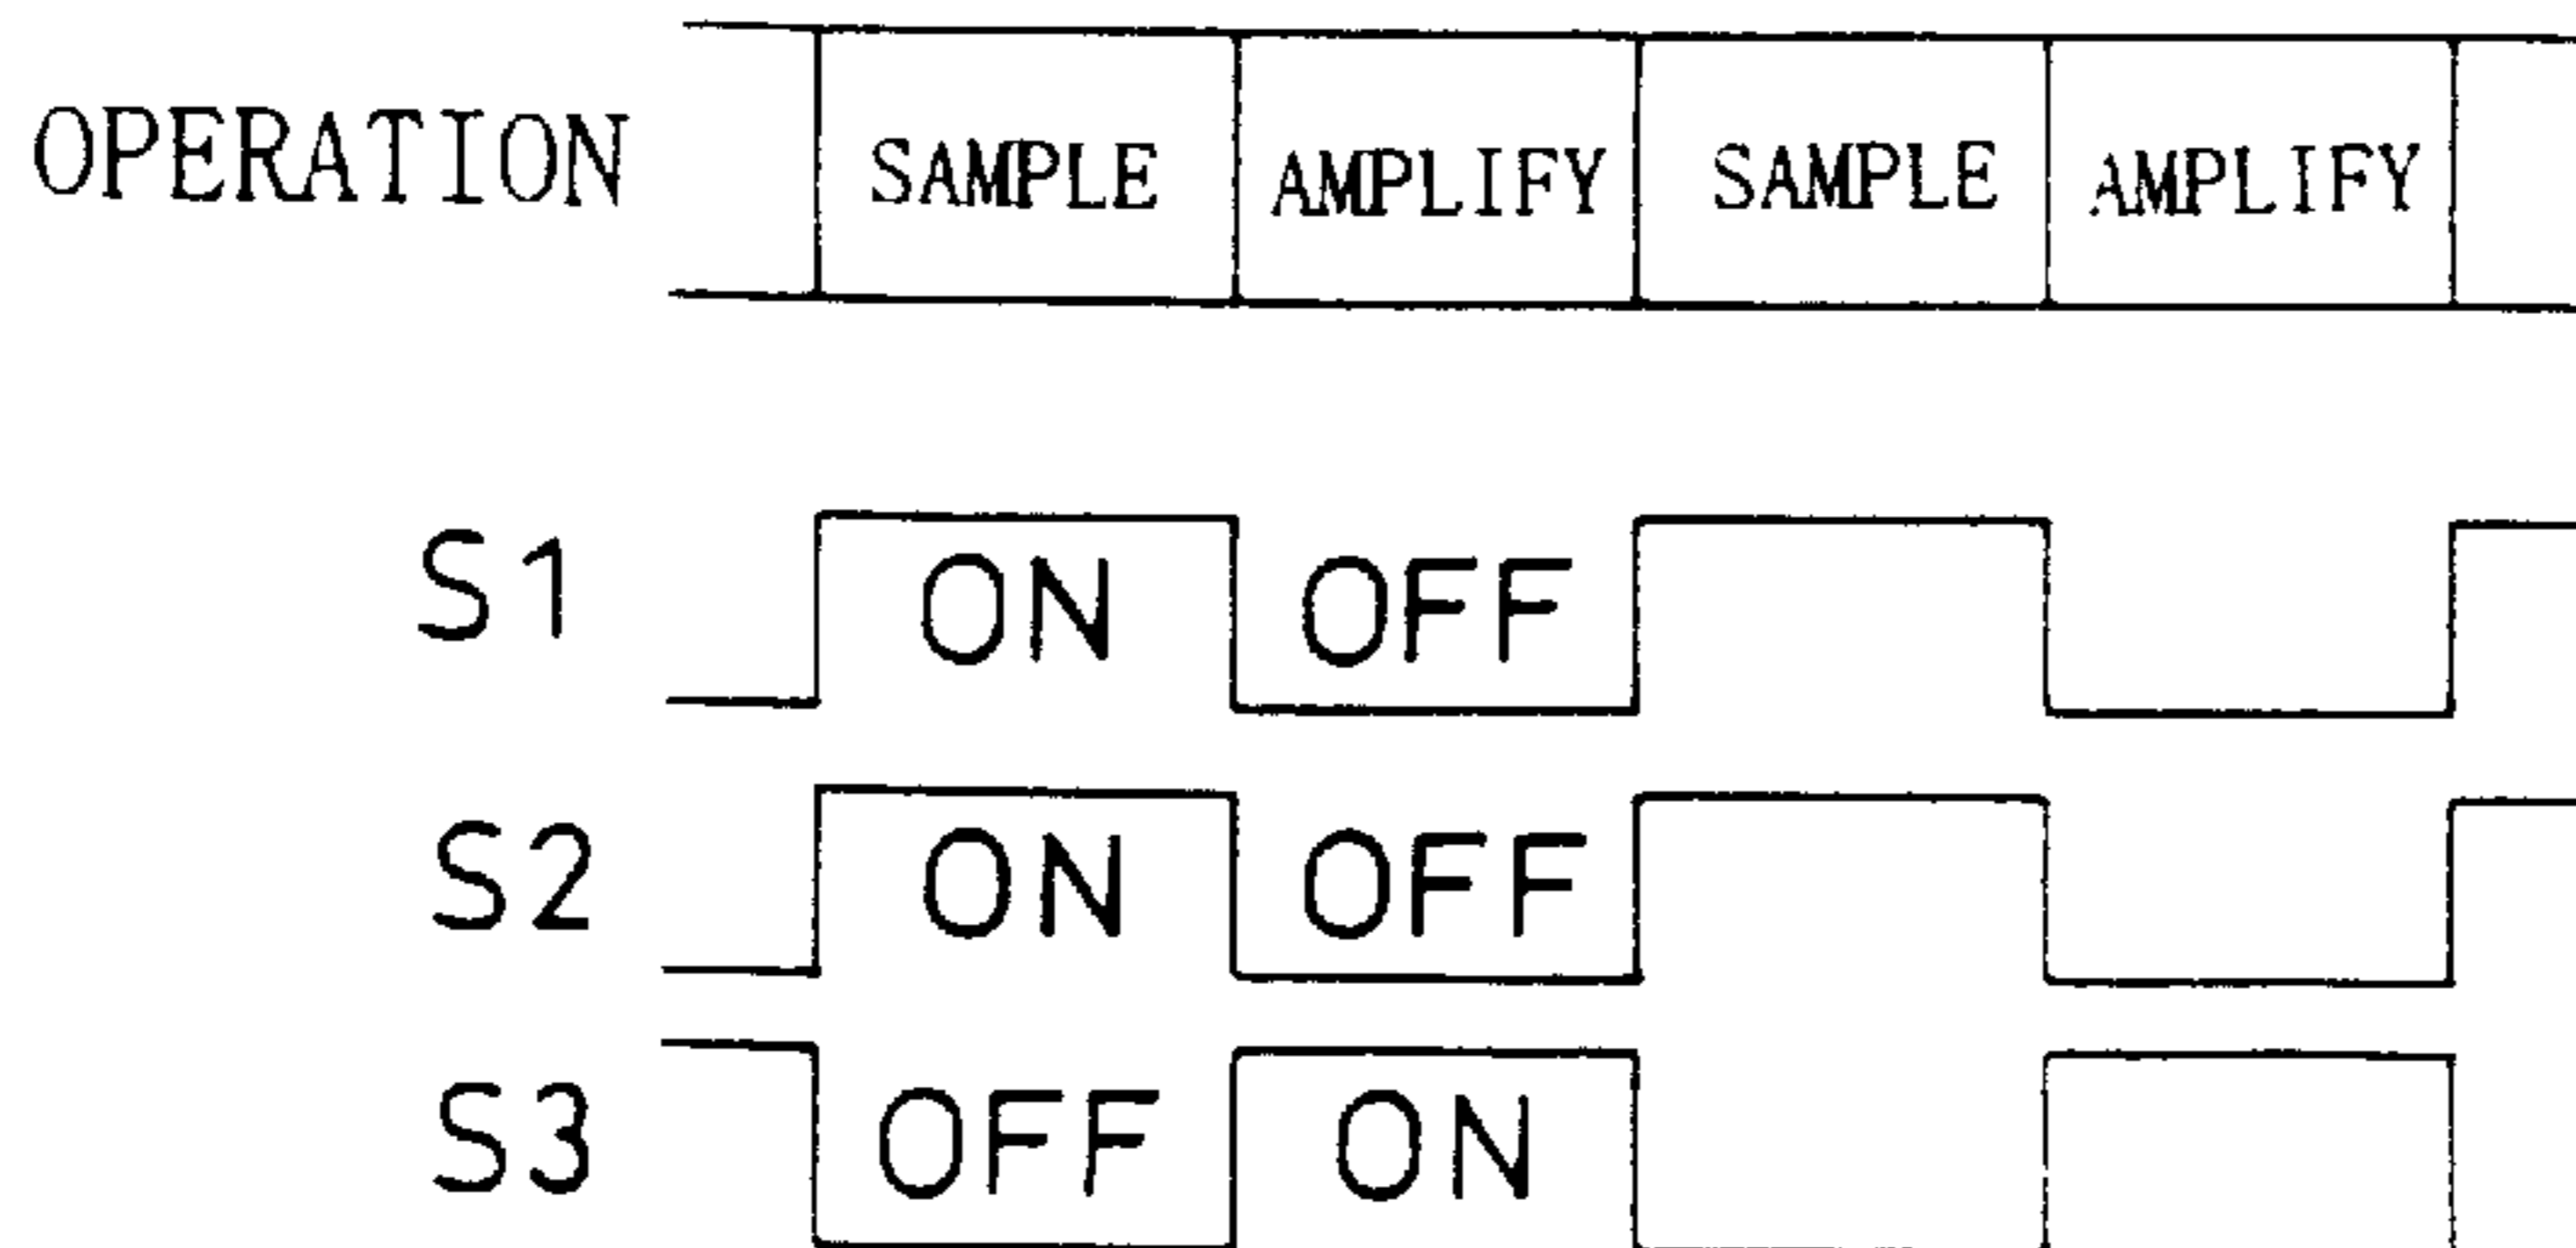 OPERATION SAMPLE AMPLIFY SAMPLE AMPLIFY
S1 ON OFF
S2 ON OFF
S3 OFF ON